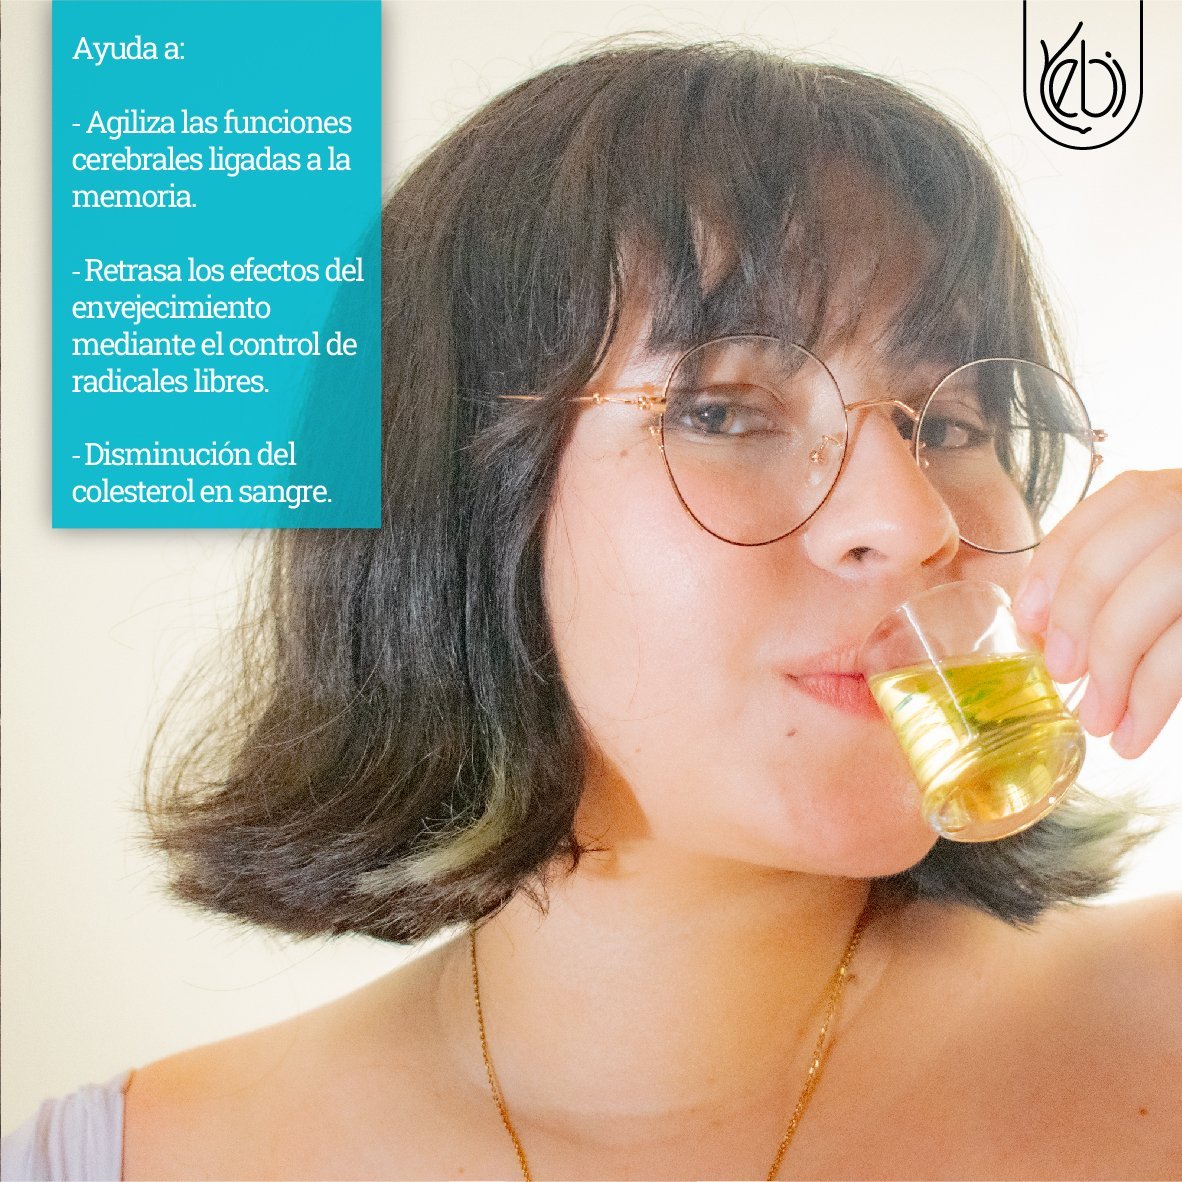 Ayuda a:
- Agiliza las funciones
cerebrales ligadas a la
memoria.
- Retrasa los efectos del
envejecimiento
mediante el control de
radicales libres.
- Disminución del
colesterol en sangre.
Yebi